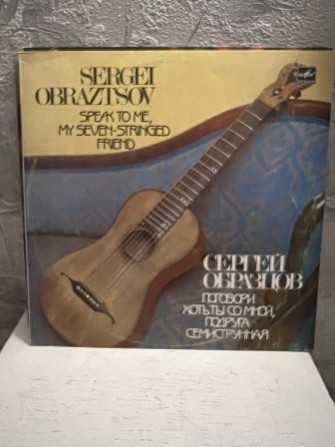 SERGEI
OBRAZTSOV
SPEAK TO ME,
MY SEVEN-STRINGED
FRIEND
СЕРГЕЙ
ОБРАЗЦОВ
ПОГОВОРИ
ХОТЬ ТЫ СО МНОЙ,
ПОДРУГА
СЕМИСТРУННАЯ